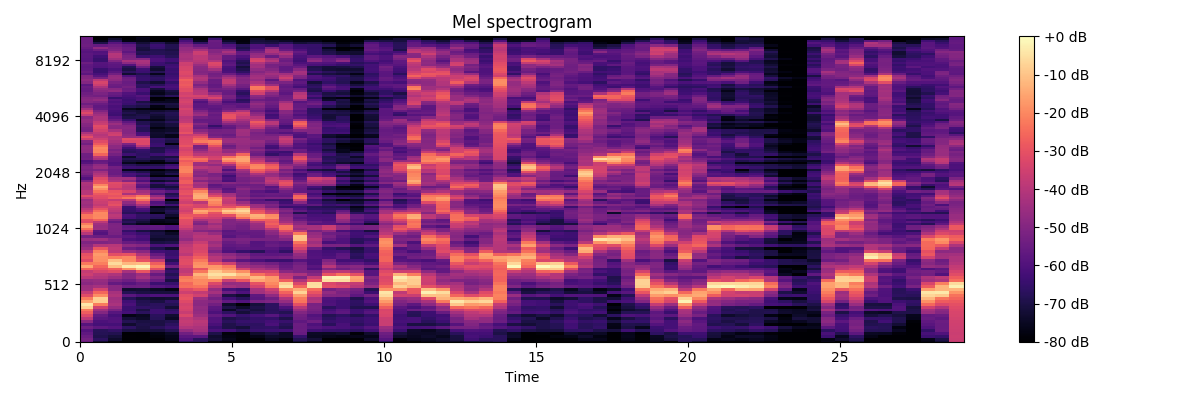 Mel spectrogram
8192
4096
2048
1024
512
0
Hz
0 5 10 15 20 25
Time
+0 dB
-10 dB
-20 dB
-30 dB
-40 dB
-50 dB
-60 dB
-70 dB
-80 dB